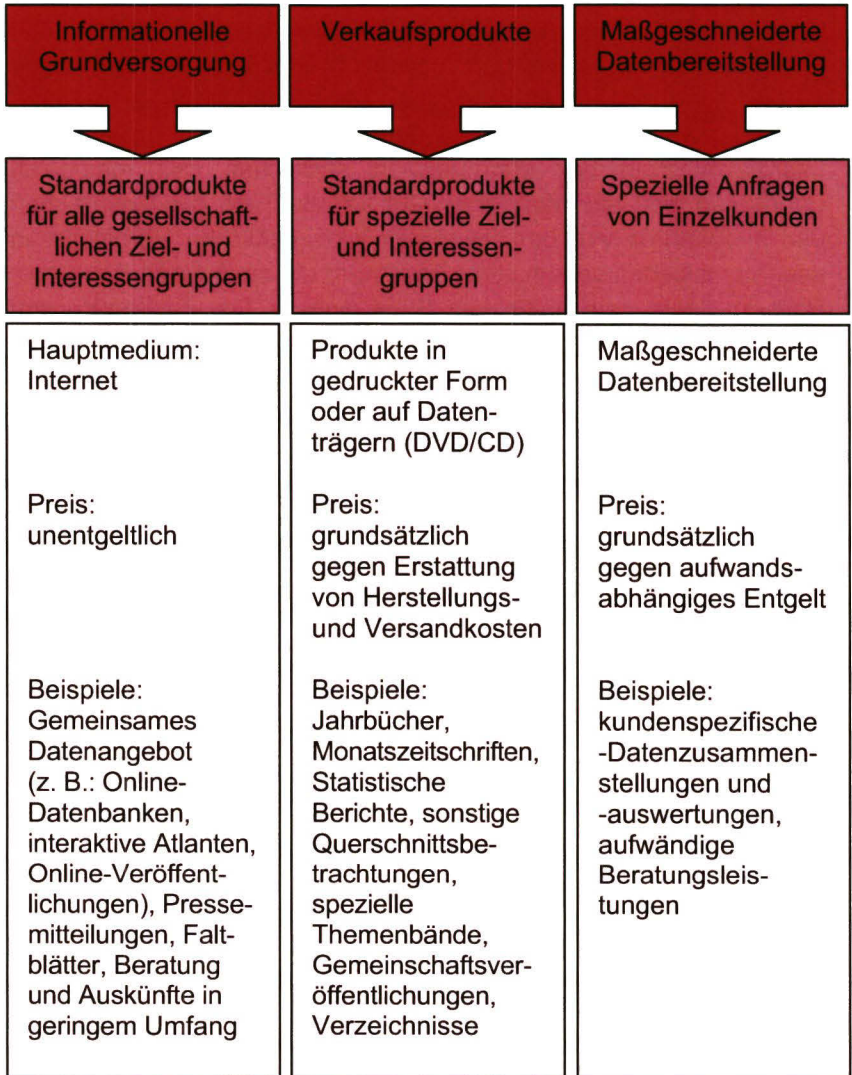 Informationelle
Grundversorgung
Standardprodukte
für alle gesellschaft-
lichen Ziel- und
Interessengruppen
Hauptmedium:
Internet
Preis:
unentgeltlich
Beispiele:
Gemeinsames
Datenangebot
(z. B.: Online-
Datenbanken,
interaktive Atlanten,
Online-Veröffent-
lichungen), Presse-
mitteilungen, Falt-
blätter, Beratung
und Auskünfte in
geringem Umfang
Verkaufsprodukte
Standardprodukte
für spezielle Ziel-
und Interessen-
gruppen
Produkte in
gedruckter Form
oder auf Daten-
trägern (DVD/CD)
Preis:
grundsätzlich
gegen Erstattung
von Herstellungs-
und Versandkosten
Beispiele:
Jahrbücher,
Monatszeitschriften,
Statistische
Berichte, sonstige
Querschnittsbe-
trachtungen,
spezielle
Themenbände,
Gemeinschaftsver-
öffentlichungen,
Verzeichnisse
Maßgeschneiderte
Datenbereitstellung
Spezielle Anfragen
von Einzelkunden
Maßgeschneiderte
Datenbereitstellung
Preis:
grundsätzlich
gegen aufwands-
abhängiges Entgelt
Beispiele:
kundenspezifische
-Datenzusammen-
stellungen und
-auswertungen,
aufwändige
Beratungsleis-
tungen